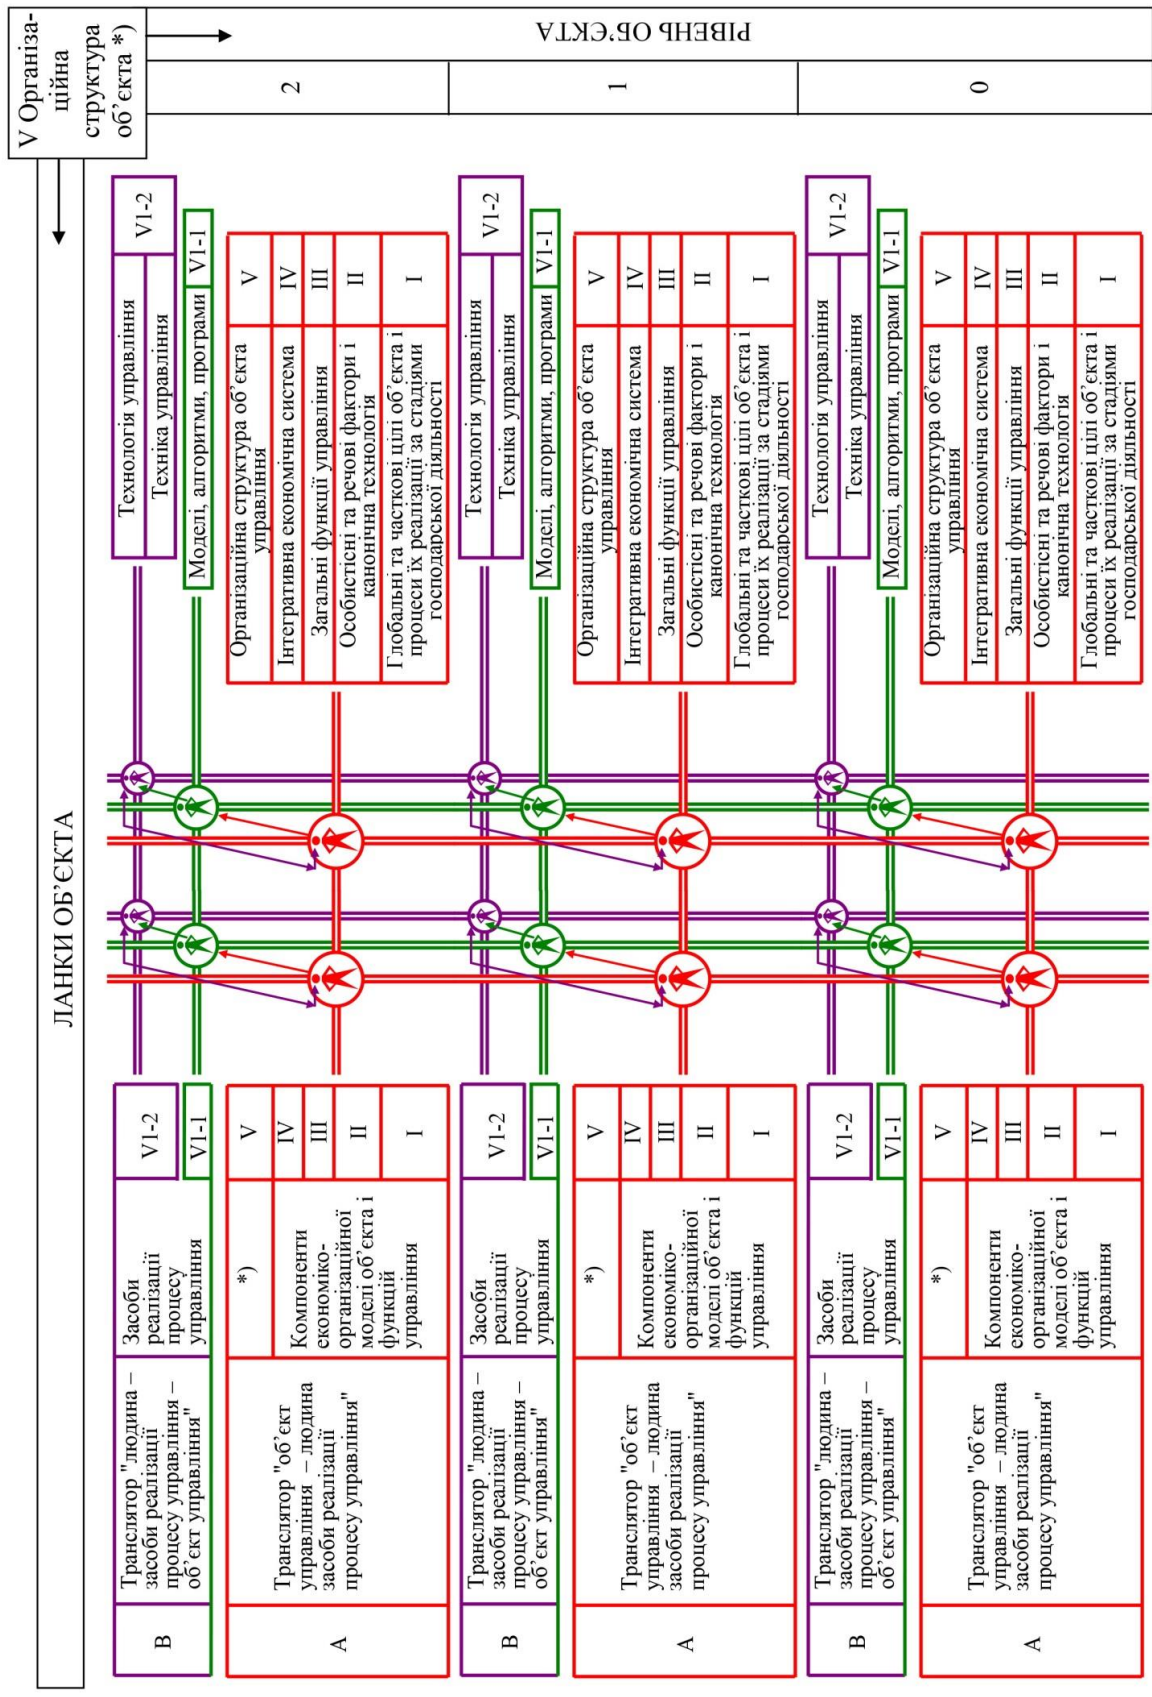 ЛАНКИ ОБ’ЄКТА
V Організа-
ційна
структура
об’єкта *)
РІВЕНЬ ОБ’ЄКТА
2
В
Транслятор "людина –
засоби реалізації
процесу управління –
об’єкт управління"
Засоби
реалізації
процесу
управління
V1-2
V1-1
Технологія управління
Техніка управління
V1-2
Моделі, алгоритми, програми
V1-1
А
Транслятор "об’єкт
управління – людина
засоби реалізації
процесу управління"
*)
Компоненти
економіко-
організаційної
моделі об’єкта і
функцій
управління
V
IV
III
II
I
Організаційна структура об’єкта
управління
V
Інтегративна економічна система
IV
Загальні функції управління
III
Особистісні та речові фактори і
канонічна технологія
II
Глобальні та часткові цілі об’єкта і
процеси їх реалізації за стадіями
господарської діяльності
I
1
В
Транслятор "людина –
засоби реалізації
процесу управління –
об’єкт управління"
Засоби
реалізації
процесу
управління
V1-2
V1-1
Технологія управління
Техніка управління
V1-2
Моделі, алгоритми, програми
V1-1
А
Транслятор "об’єкт
управління – людина
засоби реалізації
процесу управління"
*)
Компоненти
економіко-
організаційної
моделі об’єкта і
функцій
управління
V
IV
III
II
I
Організаційна структура об’єкта
управління
V
Інтегративна економічна система
IV
Загальні функції управління
III
Особистісні та речові фактори і
канонічна технологія
II
Глобальні та часткові цілі об’єкта і
процеси їх реалізації за стадіями
господарської діяльності
I
0
В
Транслятор "людина –
засоби реалізації
процесу управління –
об’єкт управління"
Засоби
реалізації
процесу
управління
V1-2
V1-1
Технологія управління
Техніка управління
V1-2
Моделі, алгоритми, програми
V1-1
А
Транслятор "об’єкт
управління – людина
засоби реалізації
процесу управління"
*)
Компоненти
економіко-
організаційної
моделі об’єкта і
функцій
управління
V
IV
III
II
I
Організаційна структура об’єкта
управління
V
Інтегративна економічна система
IV
Загальні функції управління
III
Особистісні та речові фактори і
канонічна технологія
II
Глобальні та часткові цілі об’єкта і
процеси їх реалізації за стадіями
господарської діяльності
I